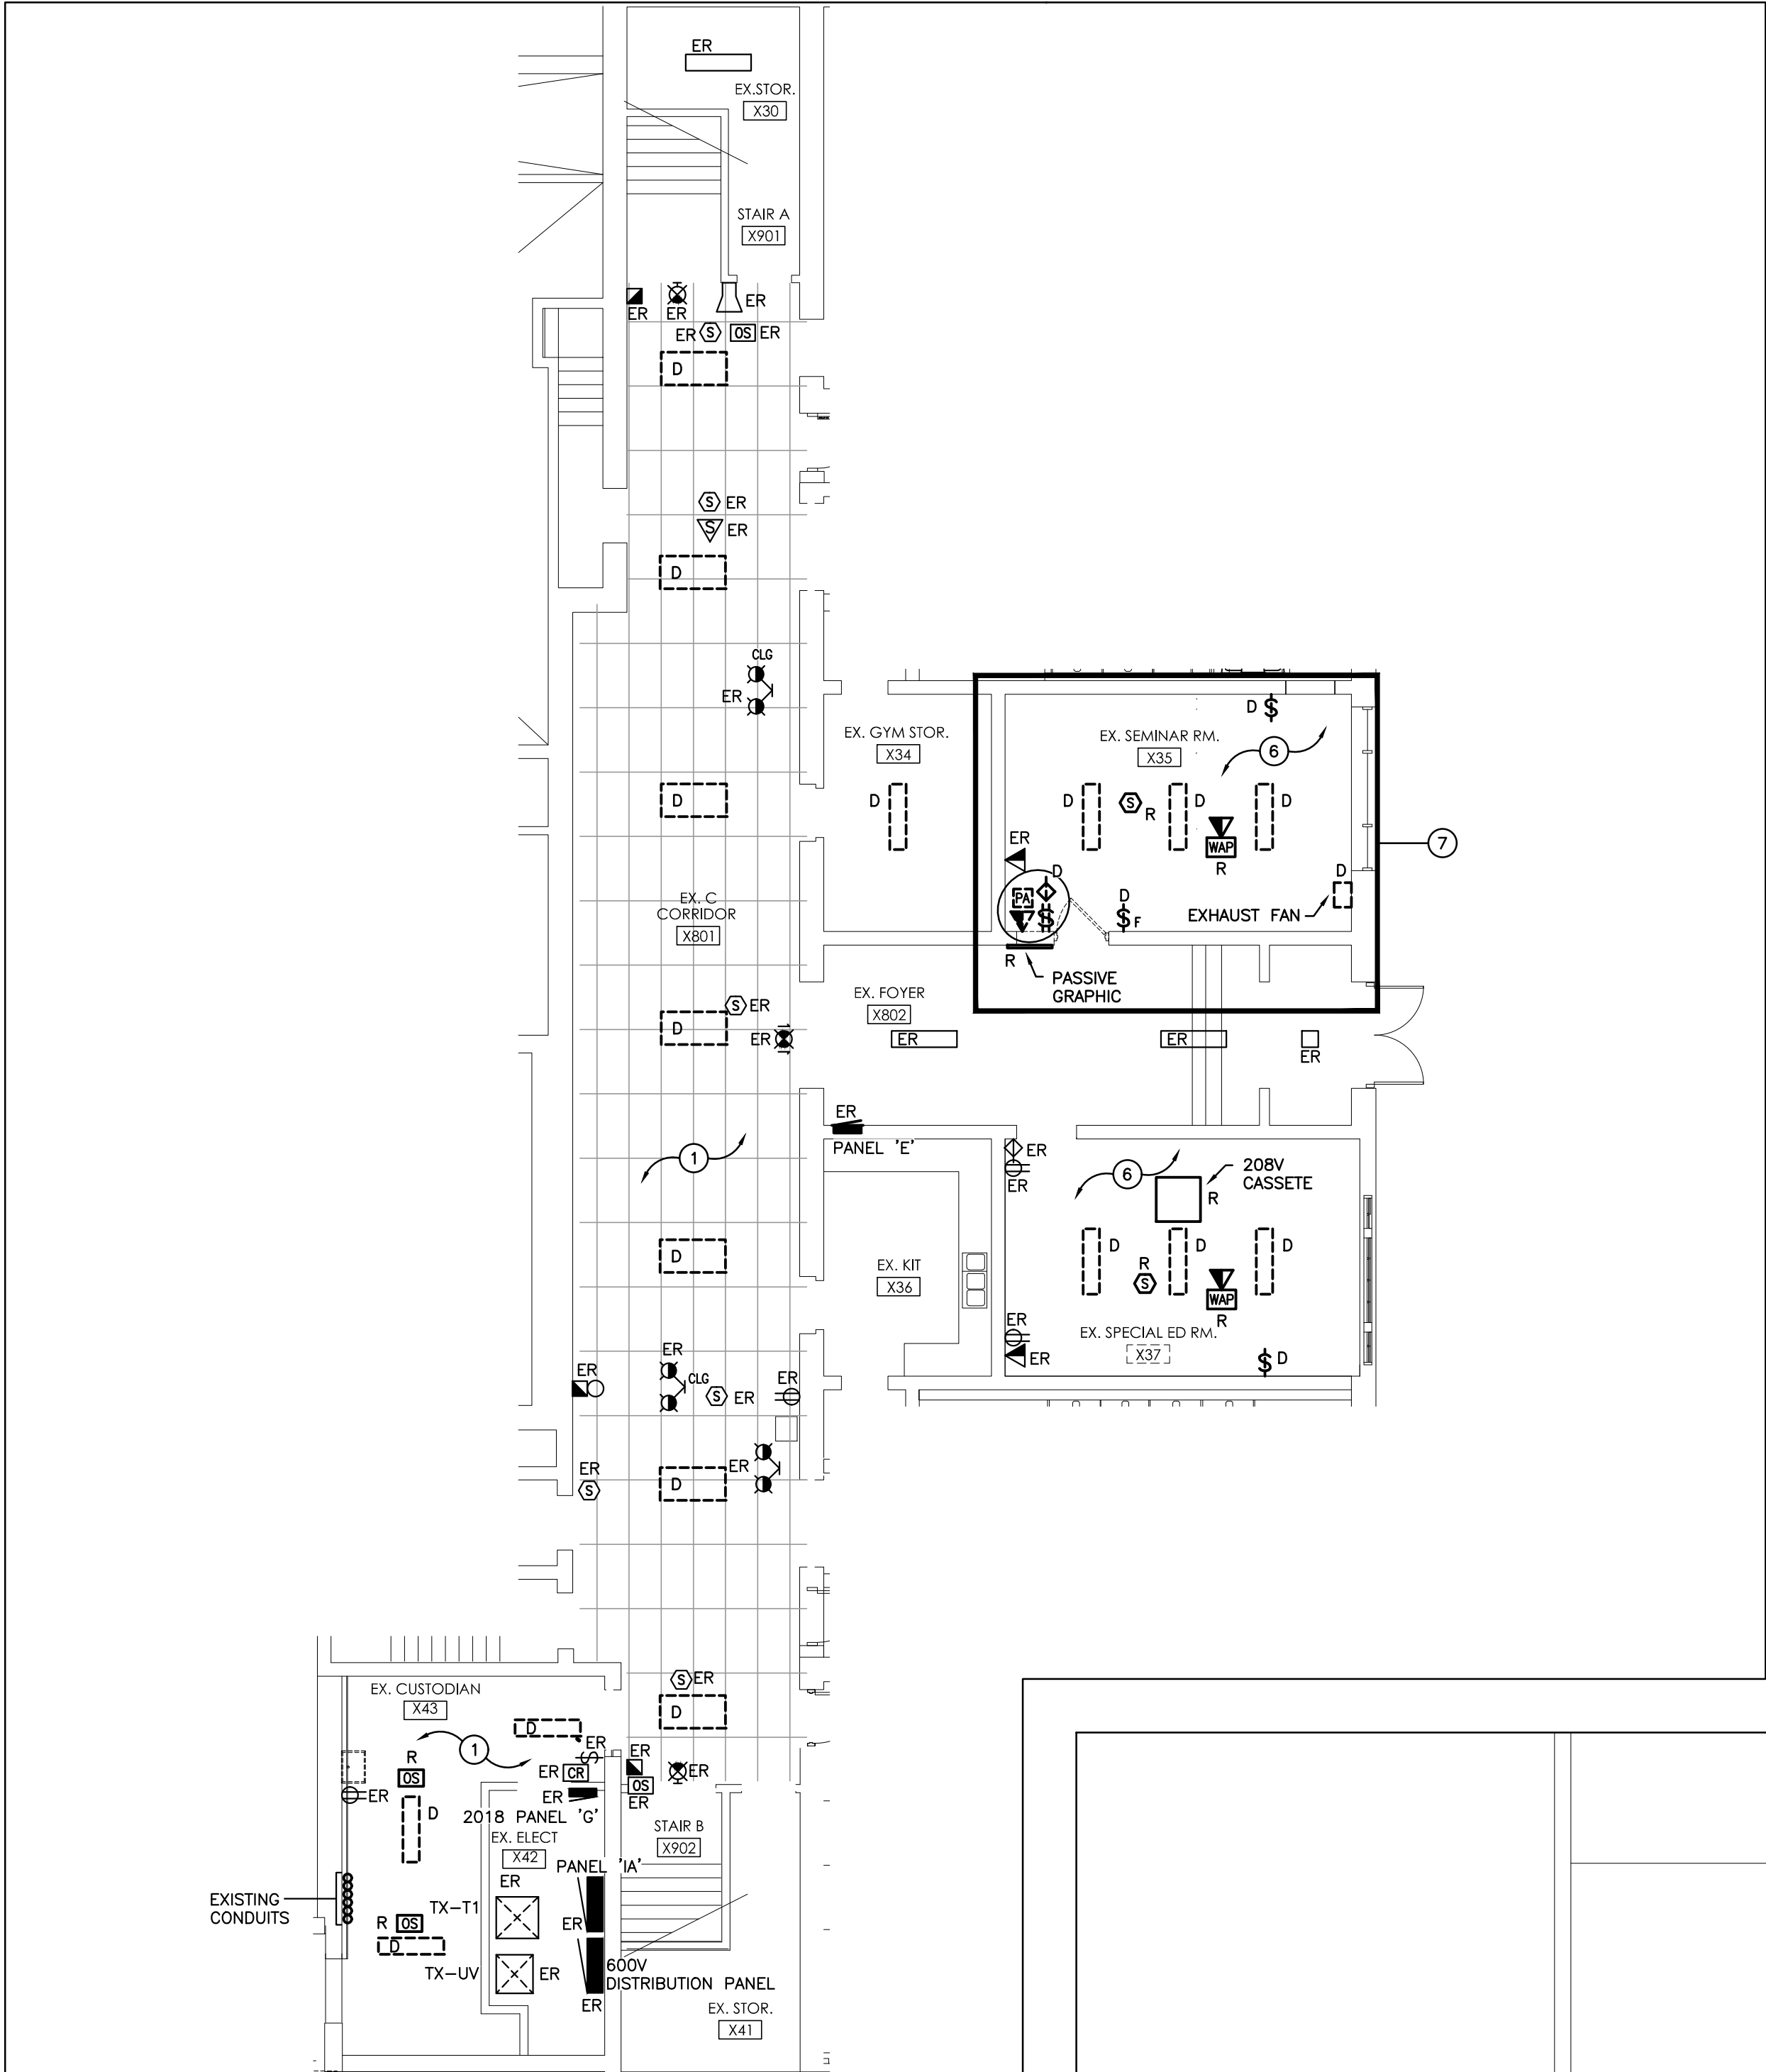 ER
EX.STOR.
X30
STAIR A
X901
ER
ER
ER
ER
S
OS
ER
D
S
ER
S
ER
D
CLG
ER
D
EX. GYM STOR.
X34
D
EX. SEMINAR RM.
X35
D
$
6
D
S
R
D
D
WAP
R
7
ER
D
PA
$
D
$
F
D
EXHAUST FAN
R
PASSIVE
GRAPHIC
EX. C
CORRIDOR
X801
EX. FOYER
X802
S
ER
D
ER
ER
ER
ER
1
ER
PANEL 'E'
ER
ER
6
208V
CASSETE
R
D
EX. KIT
X36
D
D
D
R
S
WAP
R
ER
ER
EX. SPECIAL ED RM.
X37
$
D
ER
ER
CLG
S
ER
ER
ER
S
D
ER
S
ER
D
EX. CUSTODIAN
X43
D
1
R
OS
ER
D
ER
S
ER
CR
ER
2018 PANEL 'G'
ER
OS
ER
ER
EX. ELECT
X42
STAIR B
X902
PANEL 'IA'
ER
TX-T1
ER
EXISTING
CONDUITS
R
OS
D
TX-UV
ER
600V
DISTRIBUTION PANEL
ER
EX. STOR.
X41